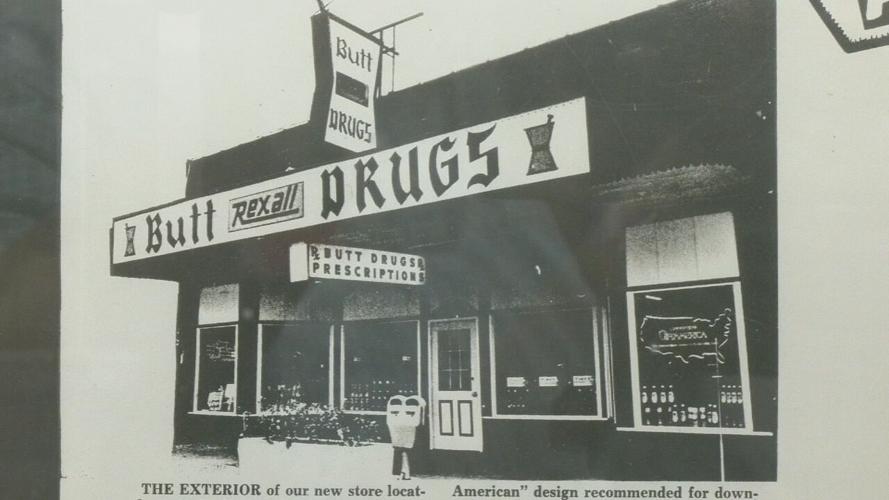 Butt
DRUGS
Butt Rexall DRUGS
BUTT DRUGS
PRESCRIPTIONS
THE EXTERIOR of our new store locat-
American” design recommended for down-